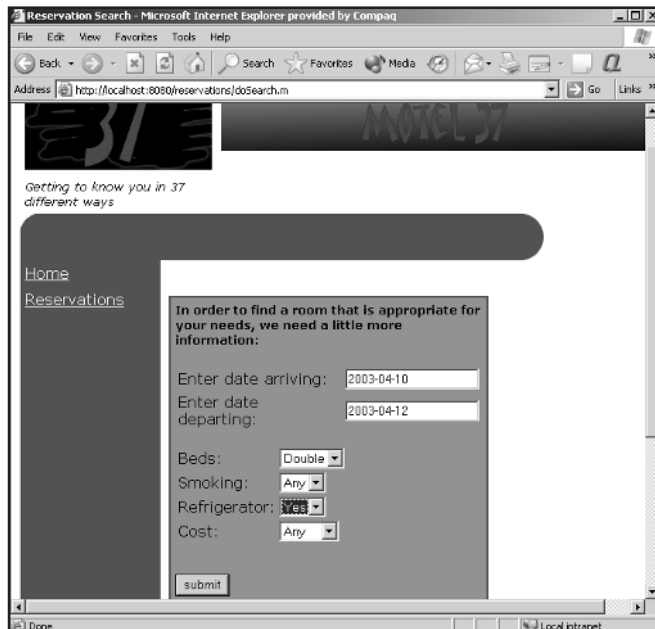 Reservation Search - Microsoft Internet Explorer provided by Compaq
File Edit View Favorites Tools Help
Back Search Favorites Media
Address http://localhost:8080/reservations/doSearch.m Go Links »
37 MOTEL 37
Getting to know you in 37
different ways
Home
Reservations
In order to find a room that is appropriate for
your needs, we need a little more
information:
Enter date arriving: 2003-04-10
Enter date
departing: 2003-04-12
Beds: Double
Smoking: Any
Refrigerator: Yes
Cost: Any
submit
Done Local intranet